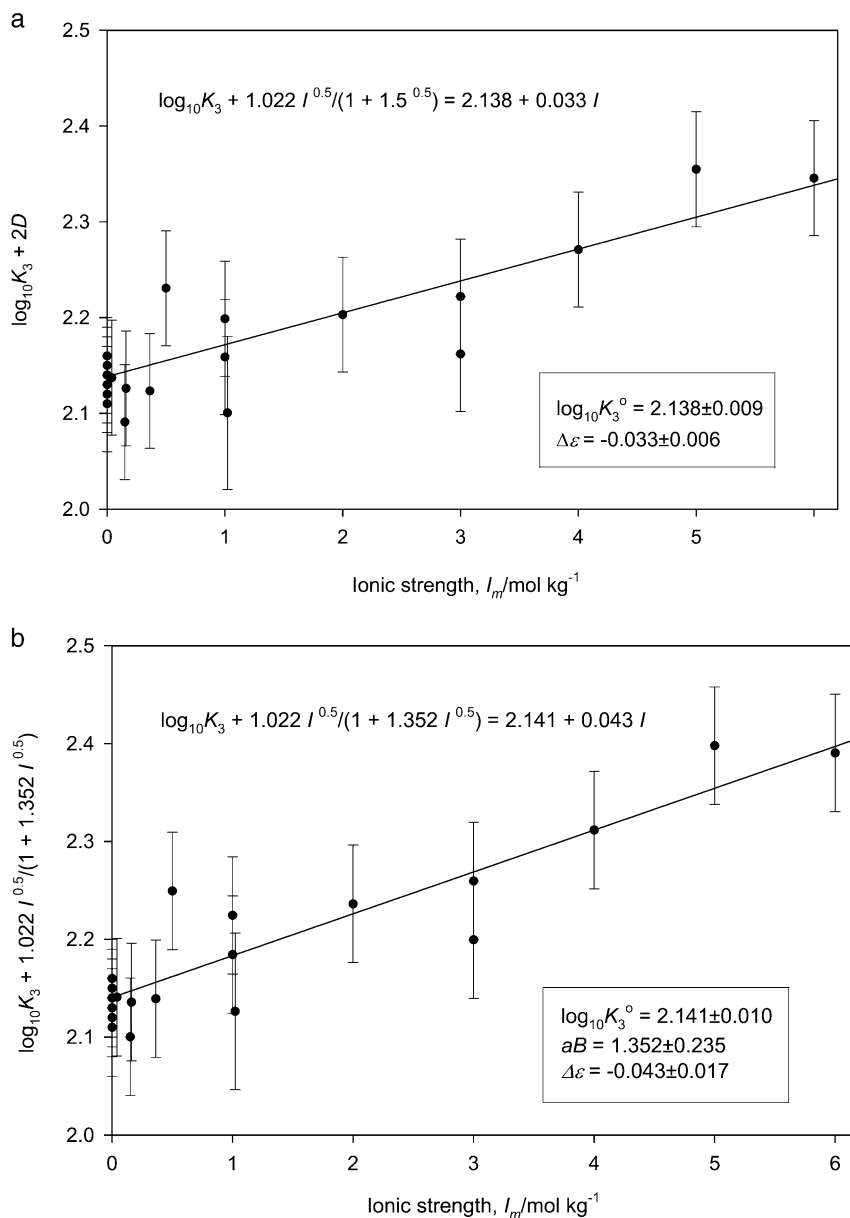 a
2.5
2.4
2.3
2.2
2.1
2.0
log₁₀K₃ + 2D
log₁₀K₃ + 1.022 I ^0.5/(1 + 1.5 ^0.5) = 2.138 + 0.033 I
log₁₀K₃° = 2.138±0.009
Δε = -0.033±0.006
0 1 2 3 4 5
Ionic strength, Iₘ/mol kg⁻¹
b
2.5
2.4
2.3
2.2
2.1
2.0
log₁₀K₃ + 1.022 I ^0.5/(1 + 1.352 I ^0.5)
log₁₀K₃ + 1.022 I ^0.5/(1 + 1.352 I ^0.5) = 2.141 + 0.043 I
log₁₀K₃° = 2.141±0.010
aB = 1.352±0.235
Δε = -0.043±0.017
0 1 2 3 4 5 6
Ionic strength, Iₘ/mol kg⁻¹